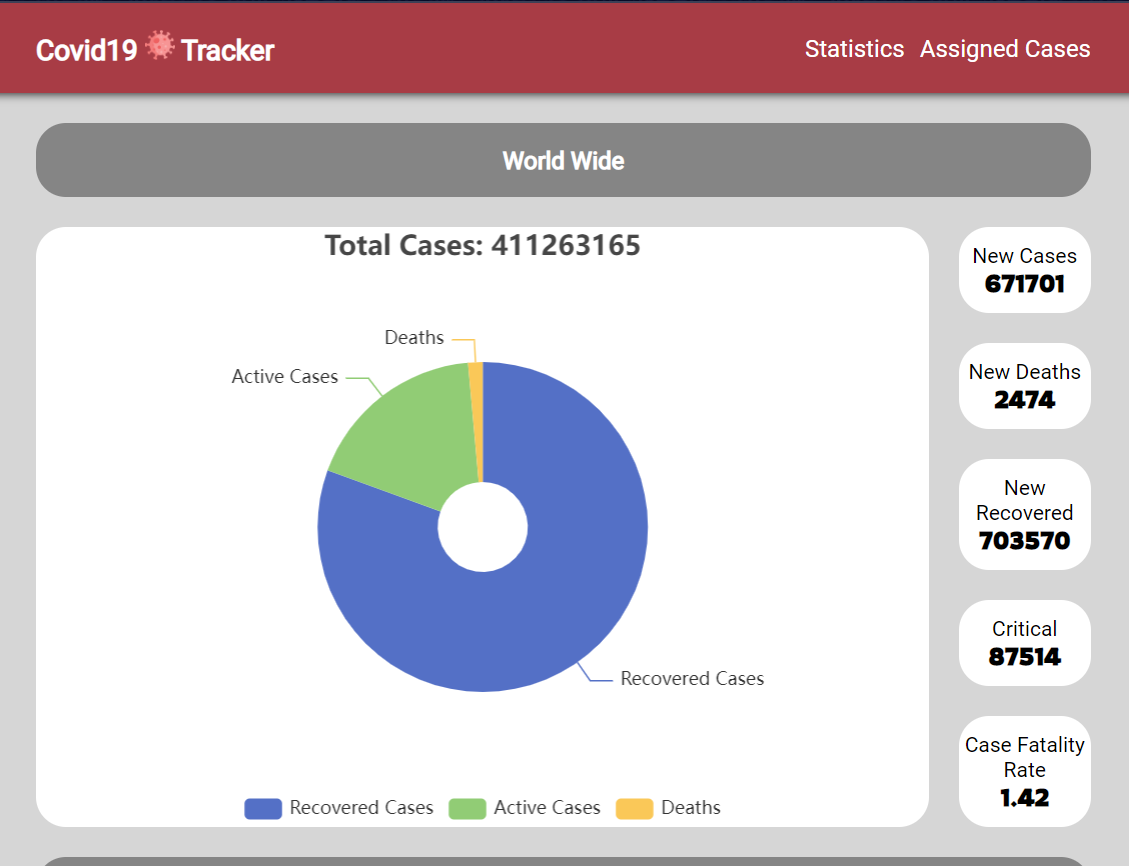 Covid19 Tracker
Statistics Assigned Cases
World Wide
Total Cases: 411263165
Deaths
Active Cases
Recovered Cases
Recovered Cases Active Cases Deaths
New Cases
671701
New Deaths
2474
New
Recovered
703570
Critical
87514
Case Fatality
Rate
1.42